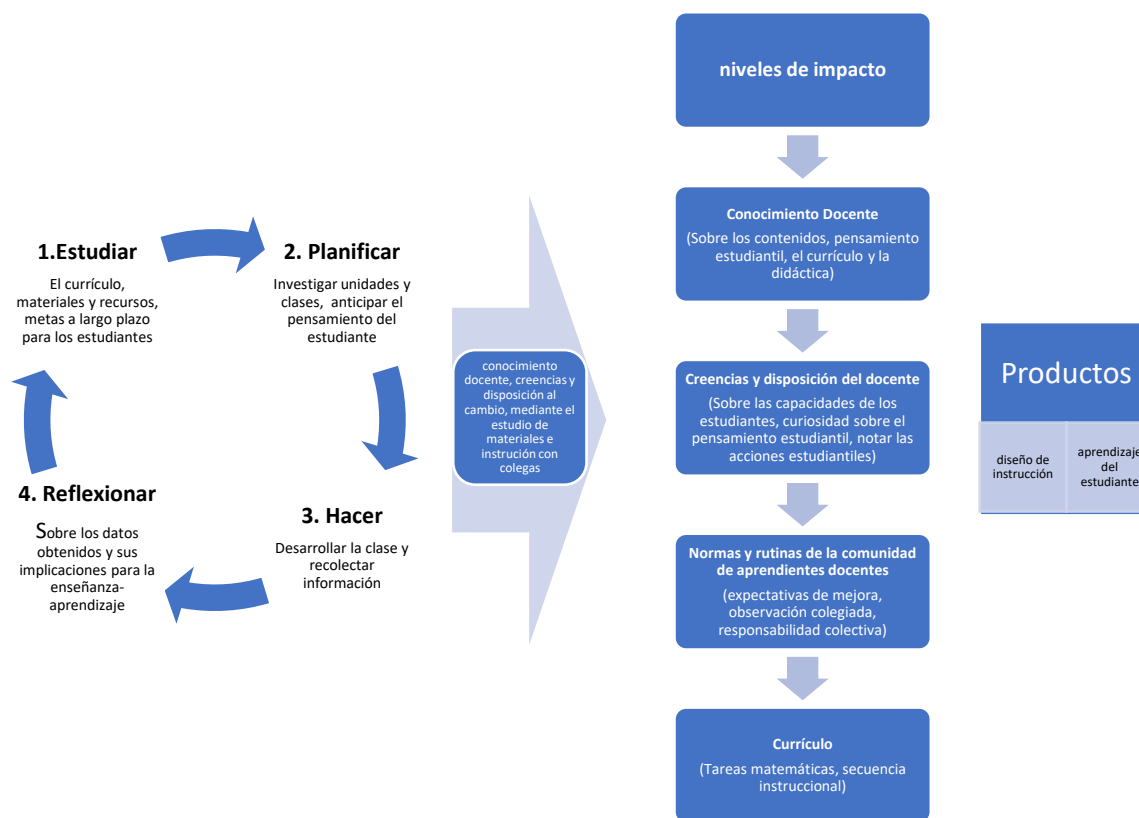 1.Estudiar
El currículo,
materiales y recursos,
metas a largo plazo
para los estudiantes
2. Planificar
Investigar unidades y
clases, anticipar el
pensamiento del
estudiante
3. Hacer
Desarrollar la clase y
recolectar
información
4. Reflexionar
Sobre los datos
obtenidos y sus
implicaciones para la
enseñanza-
aprendizaje
conocimiento
docente, creencias y
disposición al
cambio, mediante el
estudio de
materiales e
instrución con
colegas
niveles de impacto
Conocimiento Docente
(Sobre los contenidos, pensamiento
estudiantil, el currículo y la
didáctica)
Creencias y disposición del docente
(Sobre las capacidades de los
estudiantes, curiosidad sobre el
pensamiento estudiantil, notar las
acciones estudiantiles)
Normas y rutinas de la comunidad
de aprendientes docentes
(expectativas de mejora,
observación colegiada,
responsabilidad colectiva)
Currículo
(Tareas matemáticas, secuencia
instruccional)
Productos
diseño de
instrucción
aprendizaje
del
estudiante